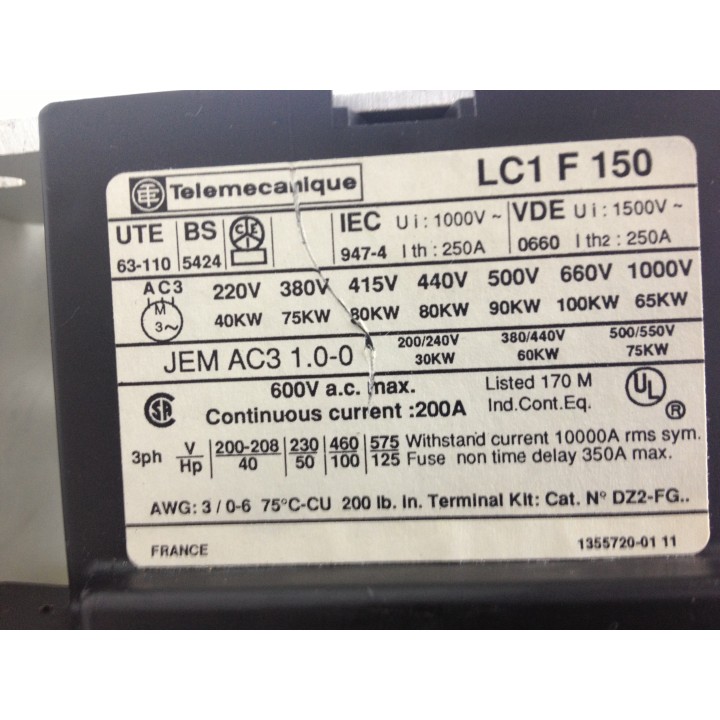 Telemecanique LC1 F 150
UTE BS CEB IEC Ui: 1000V ~ VDE Ui: 1500V ~
63-110 5424 947-4 Ith: 250A 0660 Ith2: 250A
AC3 220V 380V 415V 440V 500V 660V 1000V
M 3~ 40KW 75KW 80KW 80KW 90KW 100KW 65KW
JEM AC3 1.0-0 200/240V 380/440V 500/550V
30KW 60KW 75KW
600V a.c. max. Listed 170 M UL ®
SA Continuous current :200A Ind.Cont.Eq.
3ph V 200-208 230 460 575 Withstand current 10000A rms sym.
Hp 40 50 100 125 Fuse non time delay 350A max.
AWG: 3 / 0-6 75°C-CU 200 lb. in. Terminal Kit: Cat. N° DZ2-FG..
FRANCE 1355720-01 11